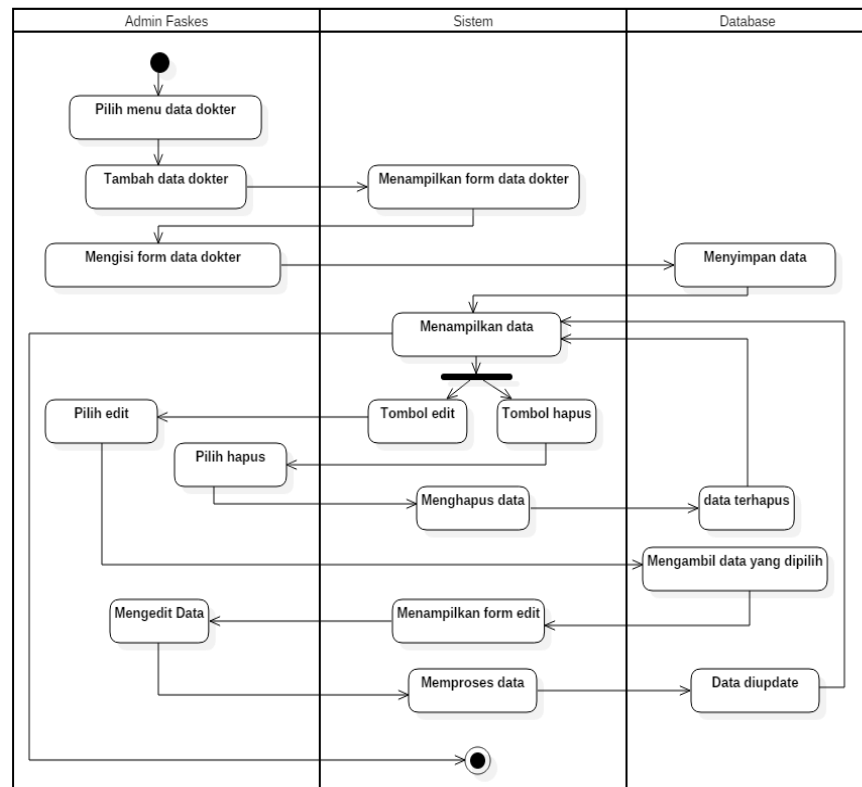 Admin Faskes
Sistem
Database
Pilih menu data dokter
Tambah data dokter
Menampilkan form data dokter
Mengisi form data dokter
Menyimpan data
Menampilkan data
Pilih edit
Tombol edit
Tombol hapus
Pilih hapus
Menghapus data
data terhapus
Mengambil data yang dipilih
Mengedit Data
Menampilkan form edit
Memproses data
Data diupdate